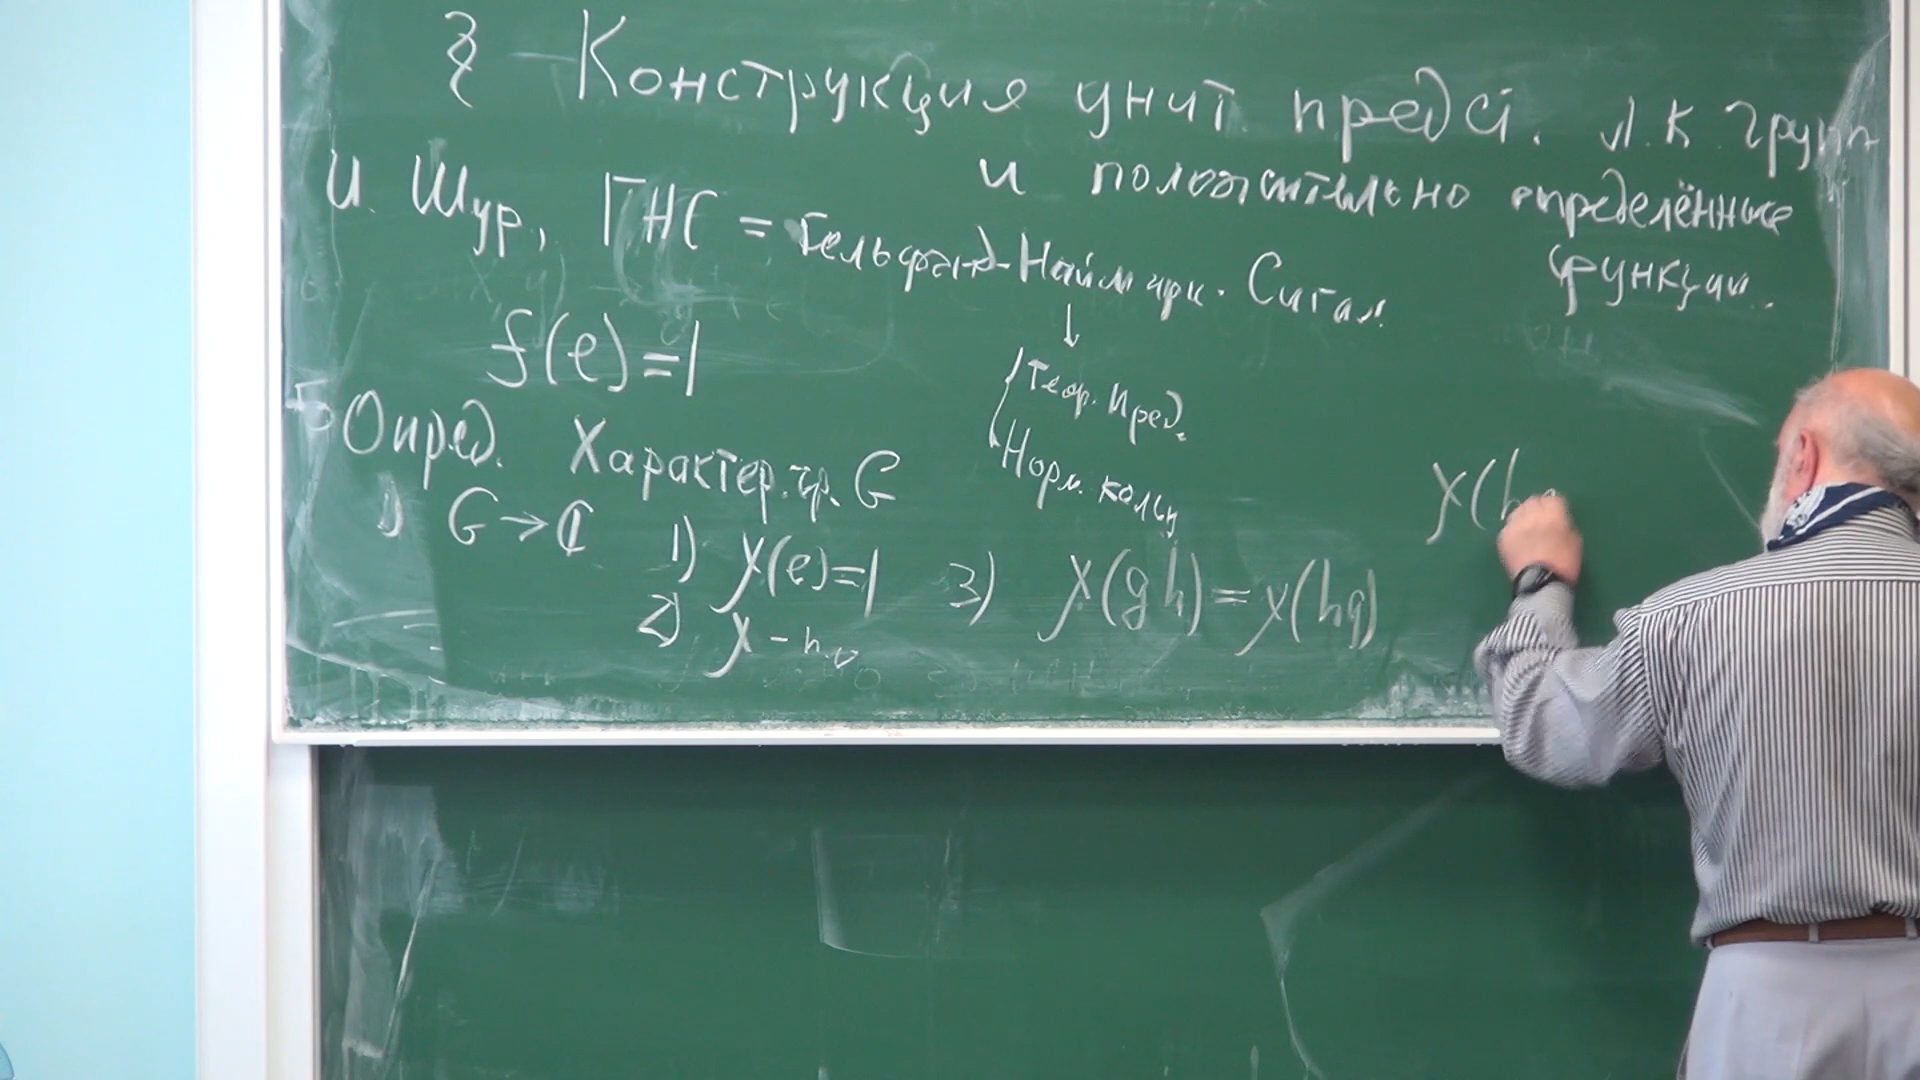 § Конструкция унит. предст. л.к. групп
и положительно определённые
функции.
И. Шур, ГНС = Гельфанд-Наймарк-Сигал
↓
f(e)=1
Теор. пред.
Норм. кольц
Опред. Характер. гр. G
1) G→ℂ
1) χ(e)=1 3) χ(gh)=χ(hg)
2) χ - н.о
χ(h